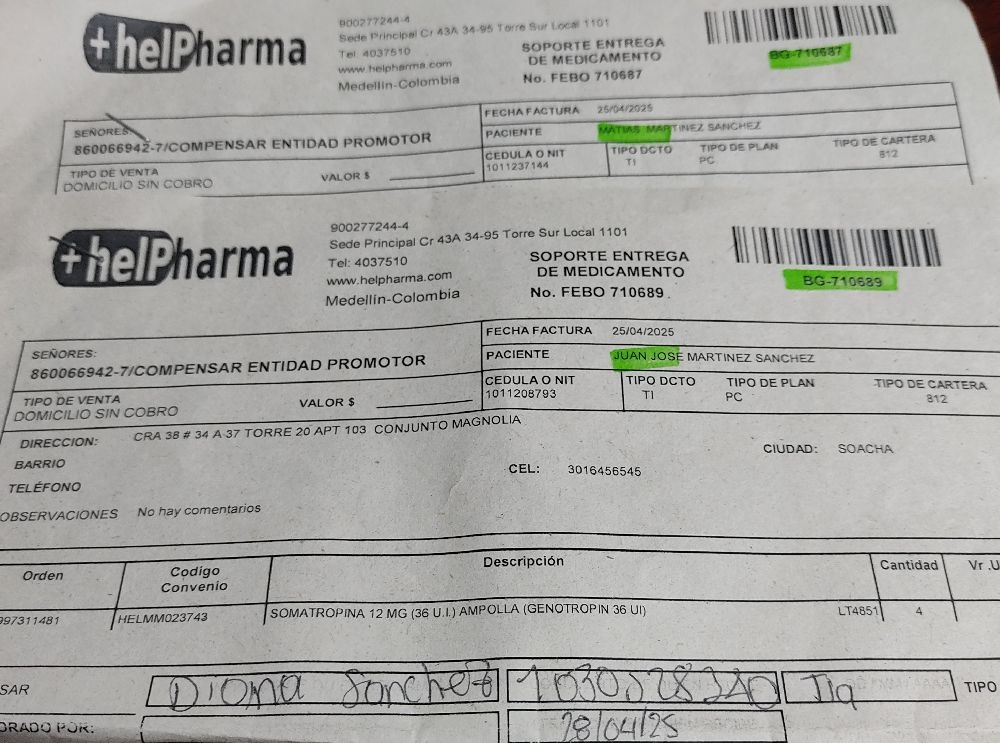 +helPharma
900277244-4
Sede Principal Cr 43A 34-95 Torre Sur Local 1101
Tel: 4037510
www.helpharma.com
Medellin-Colombia
SOPORTE ENTREGA
DE MEDICAMENTO
No. FEBO 710687
BG-710687
SEÑORES:
860066942-7/COMPENSAR ENTIDAD PROMOTOR
TIPO DE VENTA
DOMICILIO SIN COBRO
VALOR $
FECHA FACTURA 25/04/2025
PACIENTE MATIAS MARTINEZ SANCHEZ
CEDULA O NIT TIPO DCTO TIPO DE PLAN TIPO DE CARTERA
1011237144 TI PC 812
+helPharma
900277244-4
Sede Principal Cr 43A 34-95 Torre Sur Local 1101
Tel: 4037510
www.helpharma.com
Medellín-Colombia
SOPORTE ENTREGA
DE MEDICAMENTO
No. FEBO 710689
BG-710689
SEÑORES:
860066942-7/COMPENSAR ENTIDAD PROMOTOR
TIPO DE VENTA
DOMICILIO SIN COBRO
VALOR $
FECHA FACTURA 25/04/2025
PACIENTE JUAN JOSE MARTINEZ SANCHEZ
CEDULA O NIT TIPO DCTO TIPO DE PLAN TIPO DE CARTERA
1011208793 TI PC 812
DIRECCION: CRA 38 # 34 A 37 TORRE 20 APT 103 CONJUNTO MAGNOLIA
BARRIO
CIUDAD: SOACHA
CEL: 3016456545
TELÉFONO
OBSERVACIONES No hay comentarios
Orden Codigo Convenio Descripción Cantidad Vr .U
997311481 HELMM023743 SOMATROPINA 12 MG (36 U.I.) AMPOLLA (GENOTROPIN 36 UI) LT4851 4
SAR Diana Sanchez TIPO
ORADO POR: 28/04/25